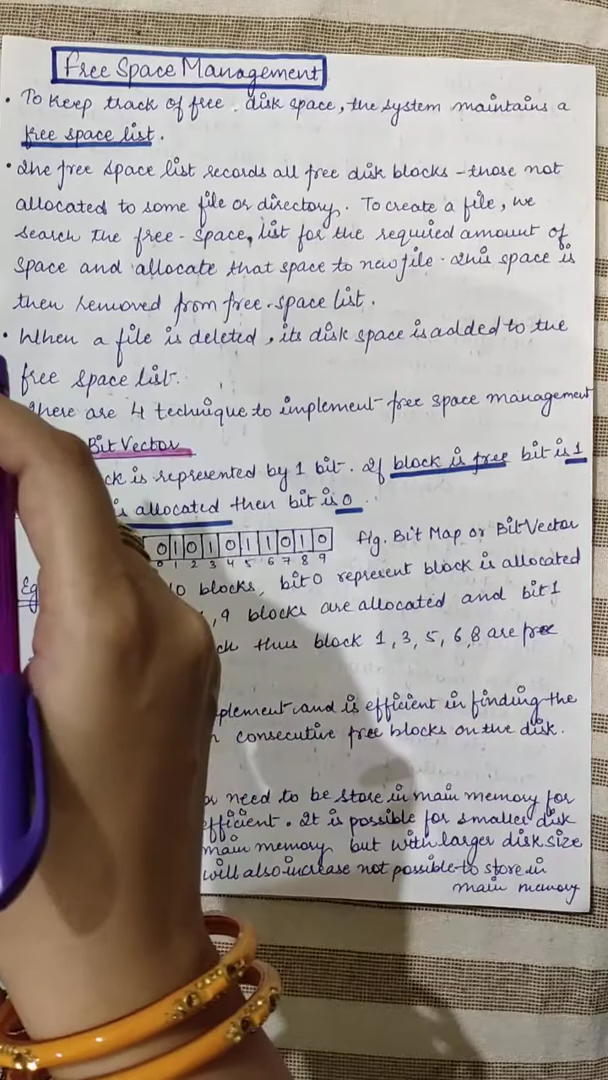 Free Space Management
• To keep track of free disk space, the system maintains a
free space list.
• The free space list records all free disk blocks - those not
allocated to some file or directory. To create a file, we
search the free-space, list for the required amount of
space and allocate that space to new file. This space is
then removed from free-space list.
• When a file is deleted, its disk space is added to the
free space list.
There are 4 technique to implement free space management
Bit Vector
ck is represented by 1 bit. If block is free bit is 1
is allocated then bit is 0.
0 1 0 1 0 1 1 0 1 0
0 1 2 3 4 5 6 7 8 9
fig. Bit Map or Bit Vector
Eg
10 blocks, bit 0 represent block is allocated
, 9 blocks are allocated and bit 1
ck thus block 1, 3, 5, 6, 8 are free
plement and is efficient in finding the
n consecutive free blocks on the disk.
or need to be store in main memory for
efficient. It is possible for smaller disk
main memory but with larger disk size
will also increase not possible to store in
main memory